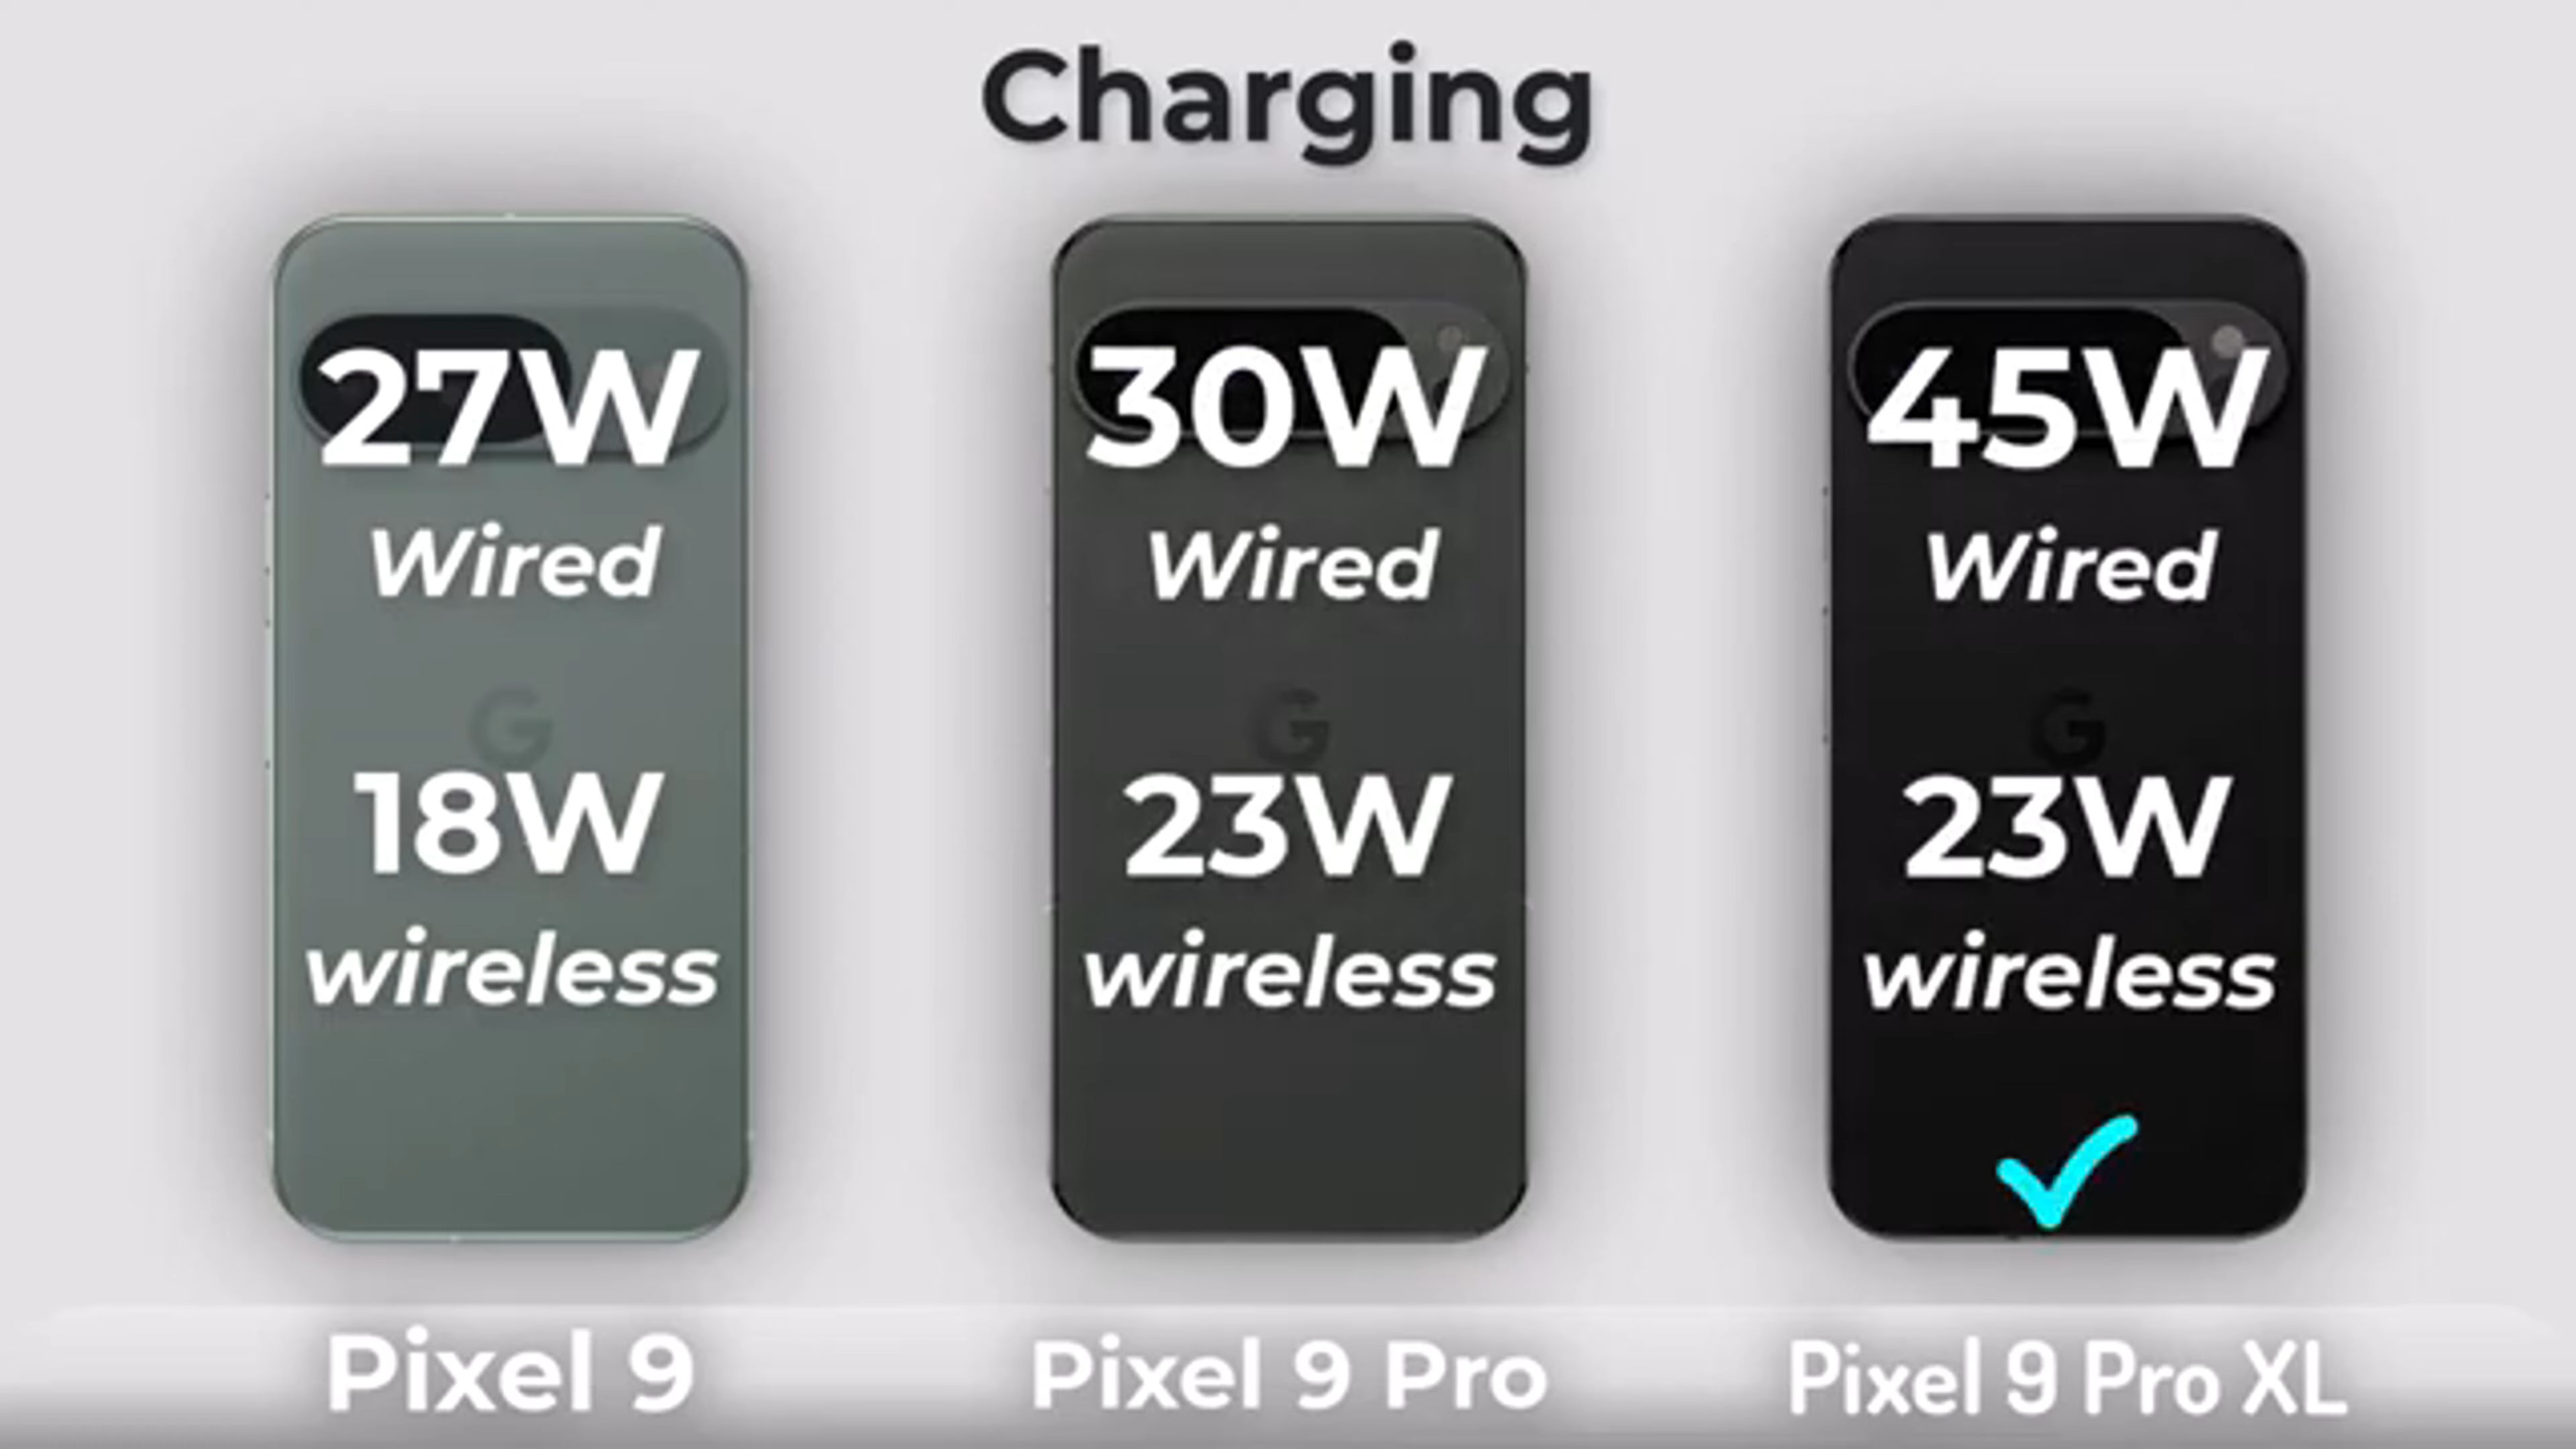 Charging
27W
Wired
G
18W
wireless
Pixel 9
30W
Wired
G
23W
wireless
Pixel 9 Pro
45W
Wired
G
23W
wireless
Pixel 9 Pro XL